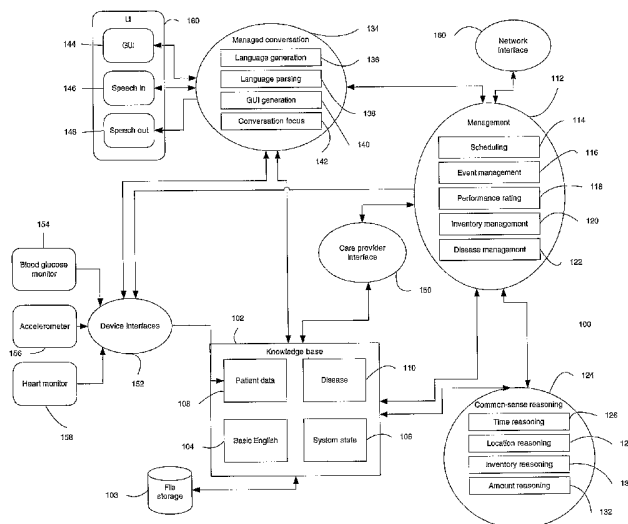 UI
160
144
GUI
146
Speech in
148
Speech out
Managed conversation
134
Language generation
136
Language parsing
138
GUI generation
140
Conversation focus
142
160
Network
interface
112
Management
Scheduling
114
Event management
116
Performance rating
118
Inventory management
120
Disease management
122
154
Blood glucose
monitor
Accelerometer
156
Heart monitor
158
Device interfaces
152
Care provider
interface
150
102
Knowledge base
Patient data
108
Disease
110
104
Basic English
System state
106
103
File
storage
100
124
Common-sense reasoning
Time reasoning
126
Location reasoning
Inventory reasoning
Amount reasoning
132